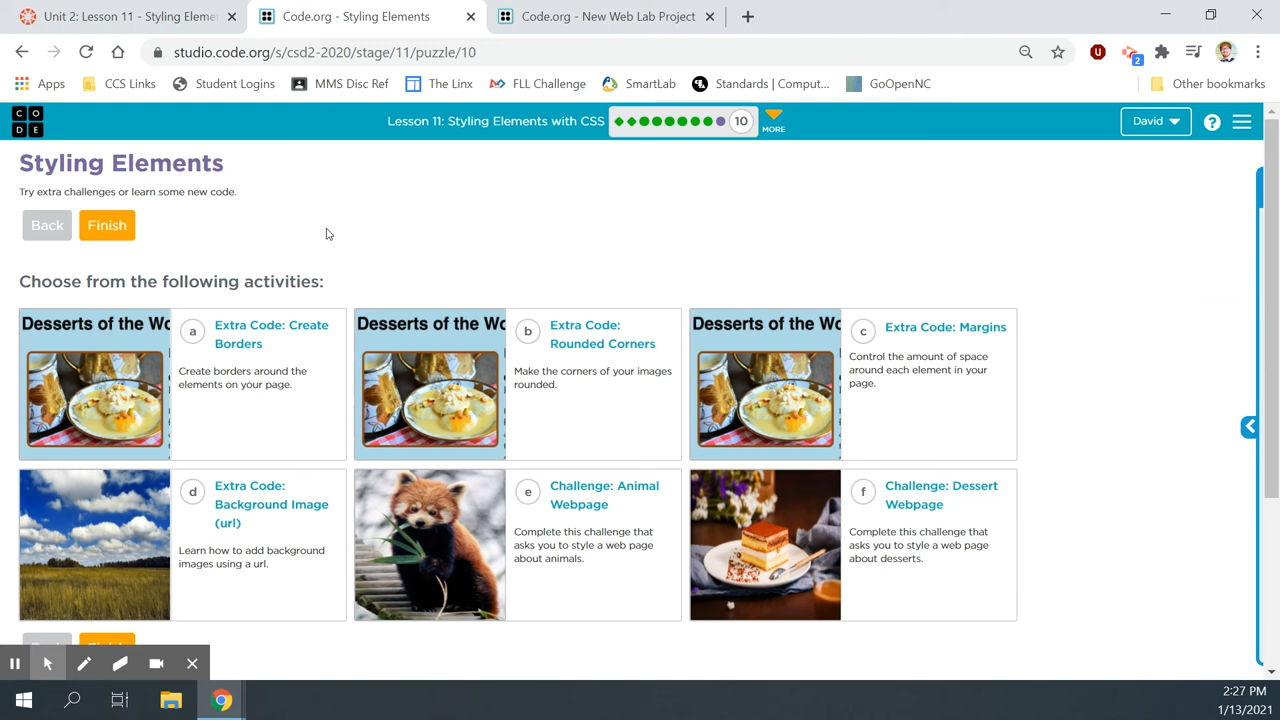 Unit 2: Lesson 11 - Styling Elemen
Code.org - Styling Elements
Code.org - New Web Lab Project
studio.code.org/s/csd2-2020/stage/11/puzzle/10
Apps
CCS Links
Student Logins
MMS Disc Ref
The Linx
FLL Challenge
SmartLab
Standards | Comput...
GoOpenNC
Other bookmarks
2
C O
D E
Lesson 11: Styling Elements with CSS
10
MORE
David
?
Styling Elements
Try extra challenges or learn some new code.
Back
Finish
Choose from the following activities:
Desserts of the Wo
a
Extra Code: Create
Borders
Create borders around the
elements on your page.
Desserts of the Wo
b
Extra Code:
Rounded Corners
Make the corners of your images
rounded.
Desserts of the Wo
c
Extra Code: Margins
Control the amount of space
around each element in your
page.
d
Extra Code:
Background Image
(url)
Learn how to add background
images using a url.
e
Challenge: Animal
Webpage
Complete this challenge that
asks you to style a web page
about animals.
f
Challenge: Dessert
Webpage
Complete this challenge that
asks you to style a web page
about desserts.
2:27 PM
1/13/2021